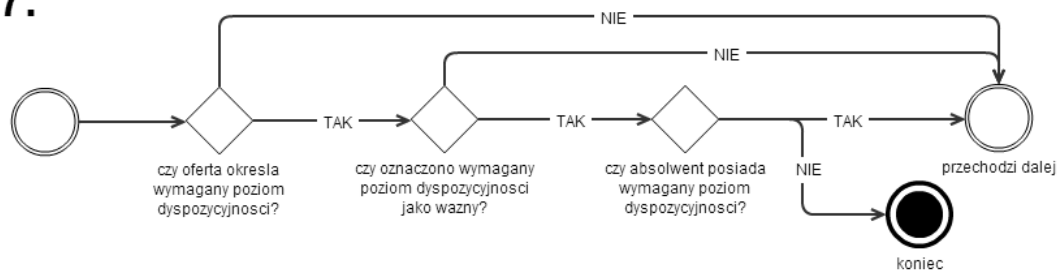 7.
NIE
NIE
TAK
TAK
TAK
czy oferta okresla
wymagany poziom
dyspozycyjnosci?
czy oznaczono wymagany
poziom dyspozycyjnosci
jako wazny?
czy absolwent posiada
wymagany poziom
dyspozycyjnosci?
NIE
przechodzi dalej
koniec